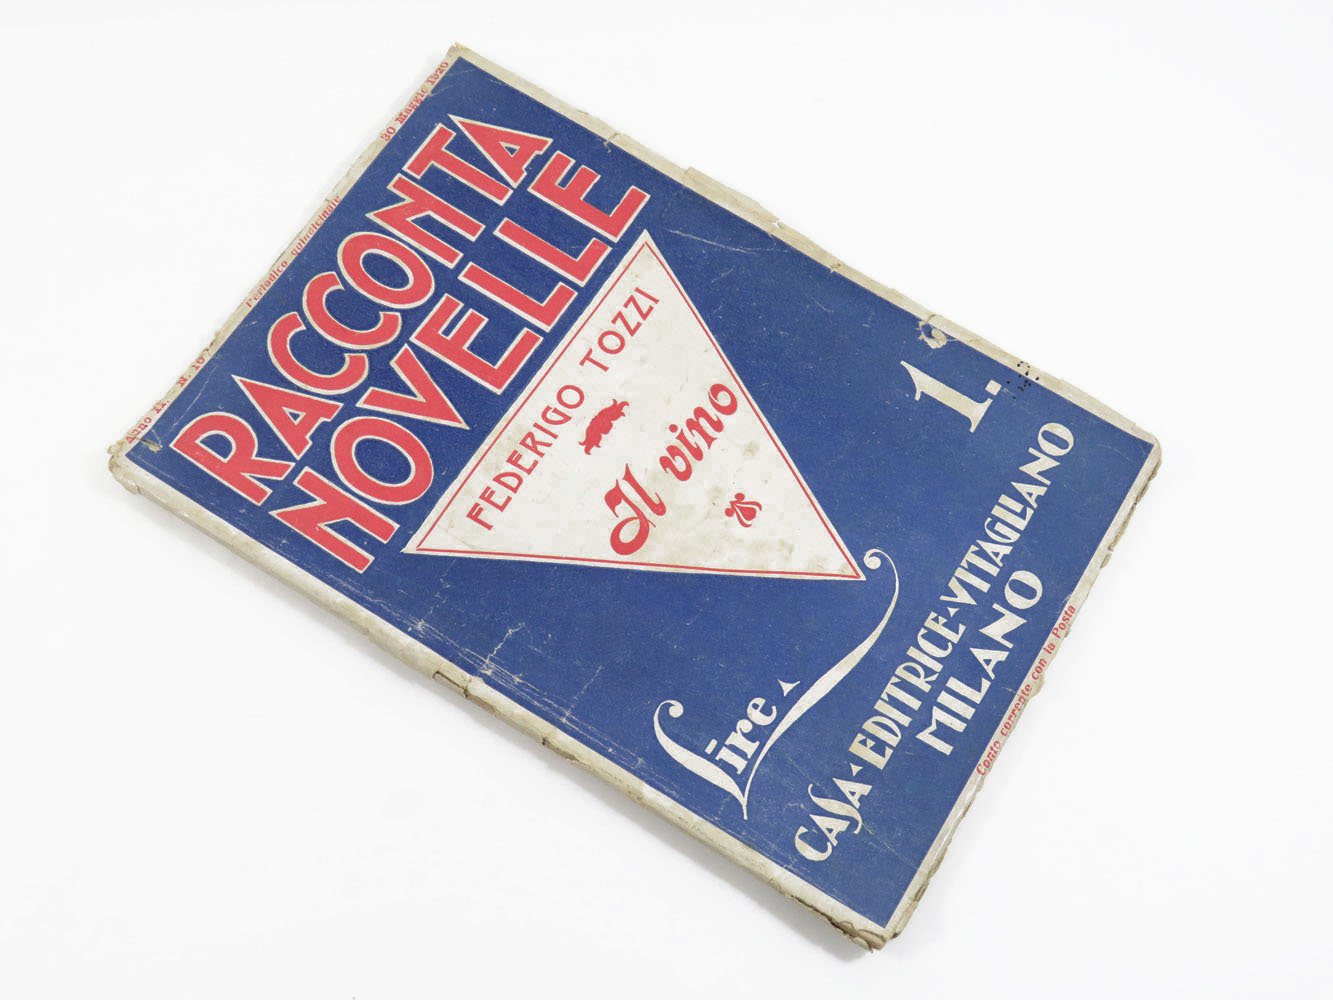 Anno II. - N. 10
Periodico quindicinale
30 Maggio 1920
RACCONTA
NOVELLE
FEDERIGO TOZZI
Il vino
Lire 1.
CASA EDITRICE VITAGLIANO
MILANO
Conto corrente con la Posta